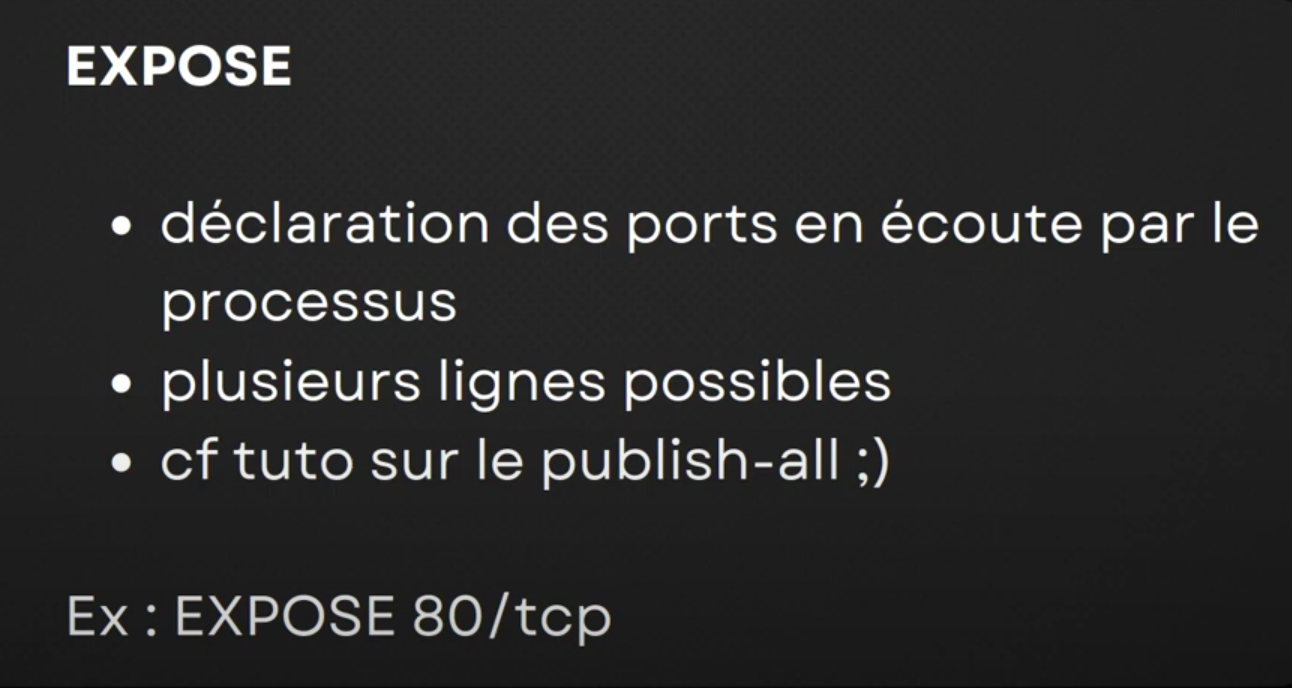 EXPOSE
• déclaration des ports en écoute par le
processus
• plusieurs lignes possibles
• cf tuto sur le publish-all ;)
Ex : EXPOSE 80/tcp